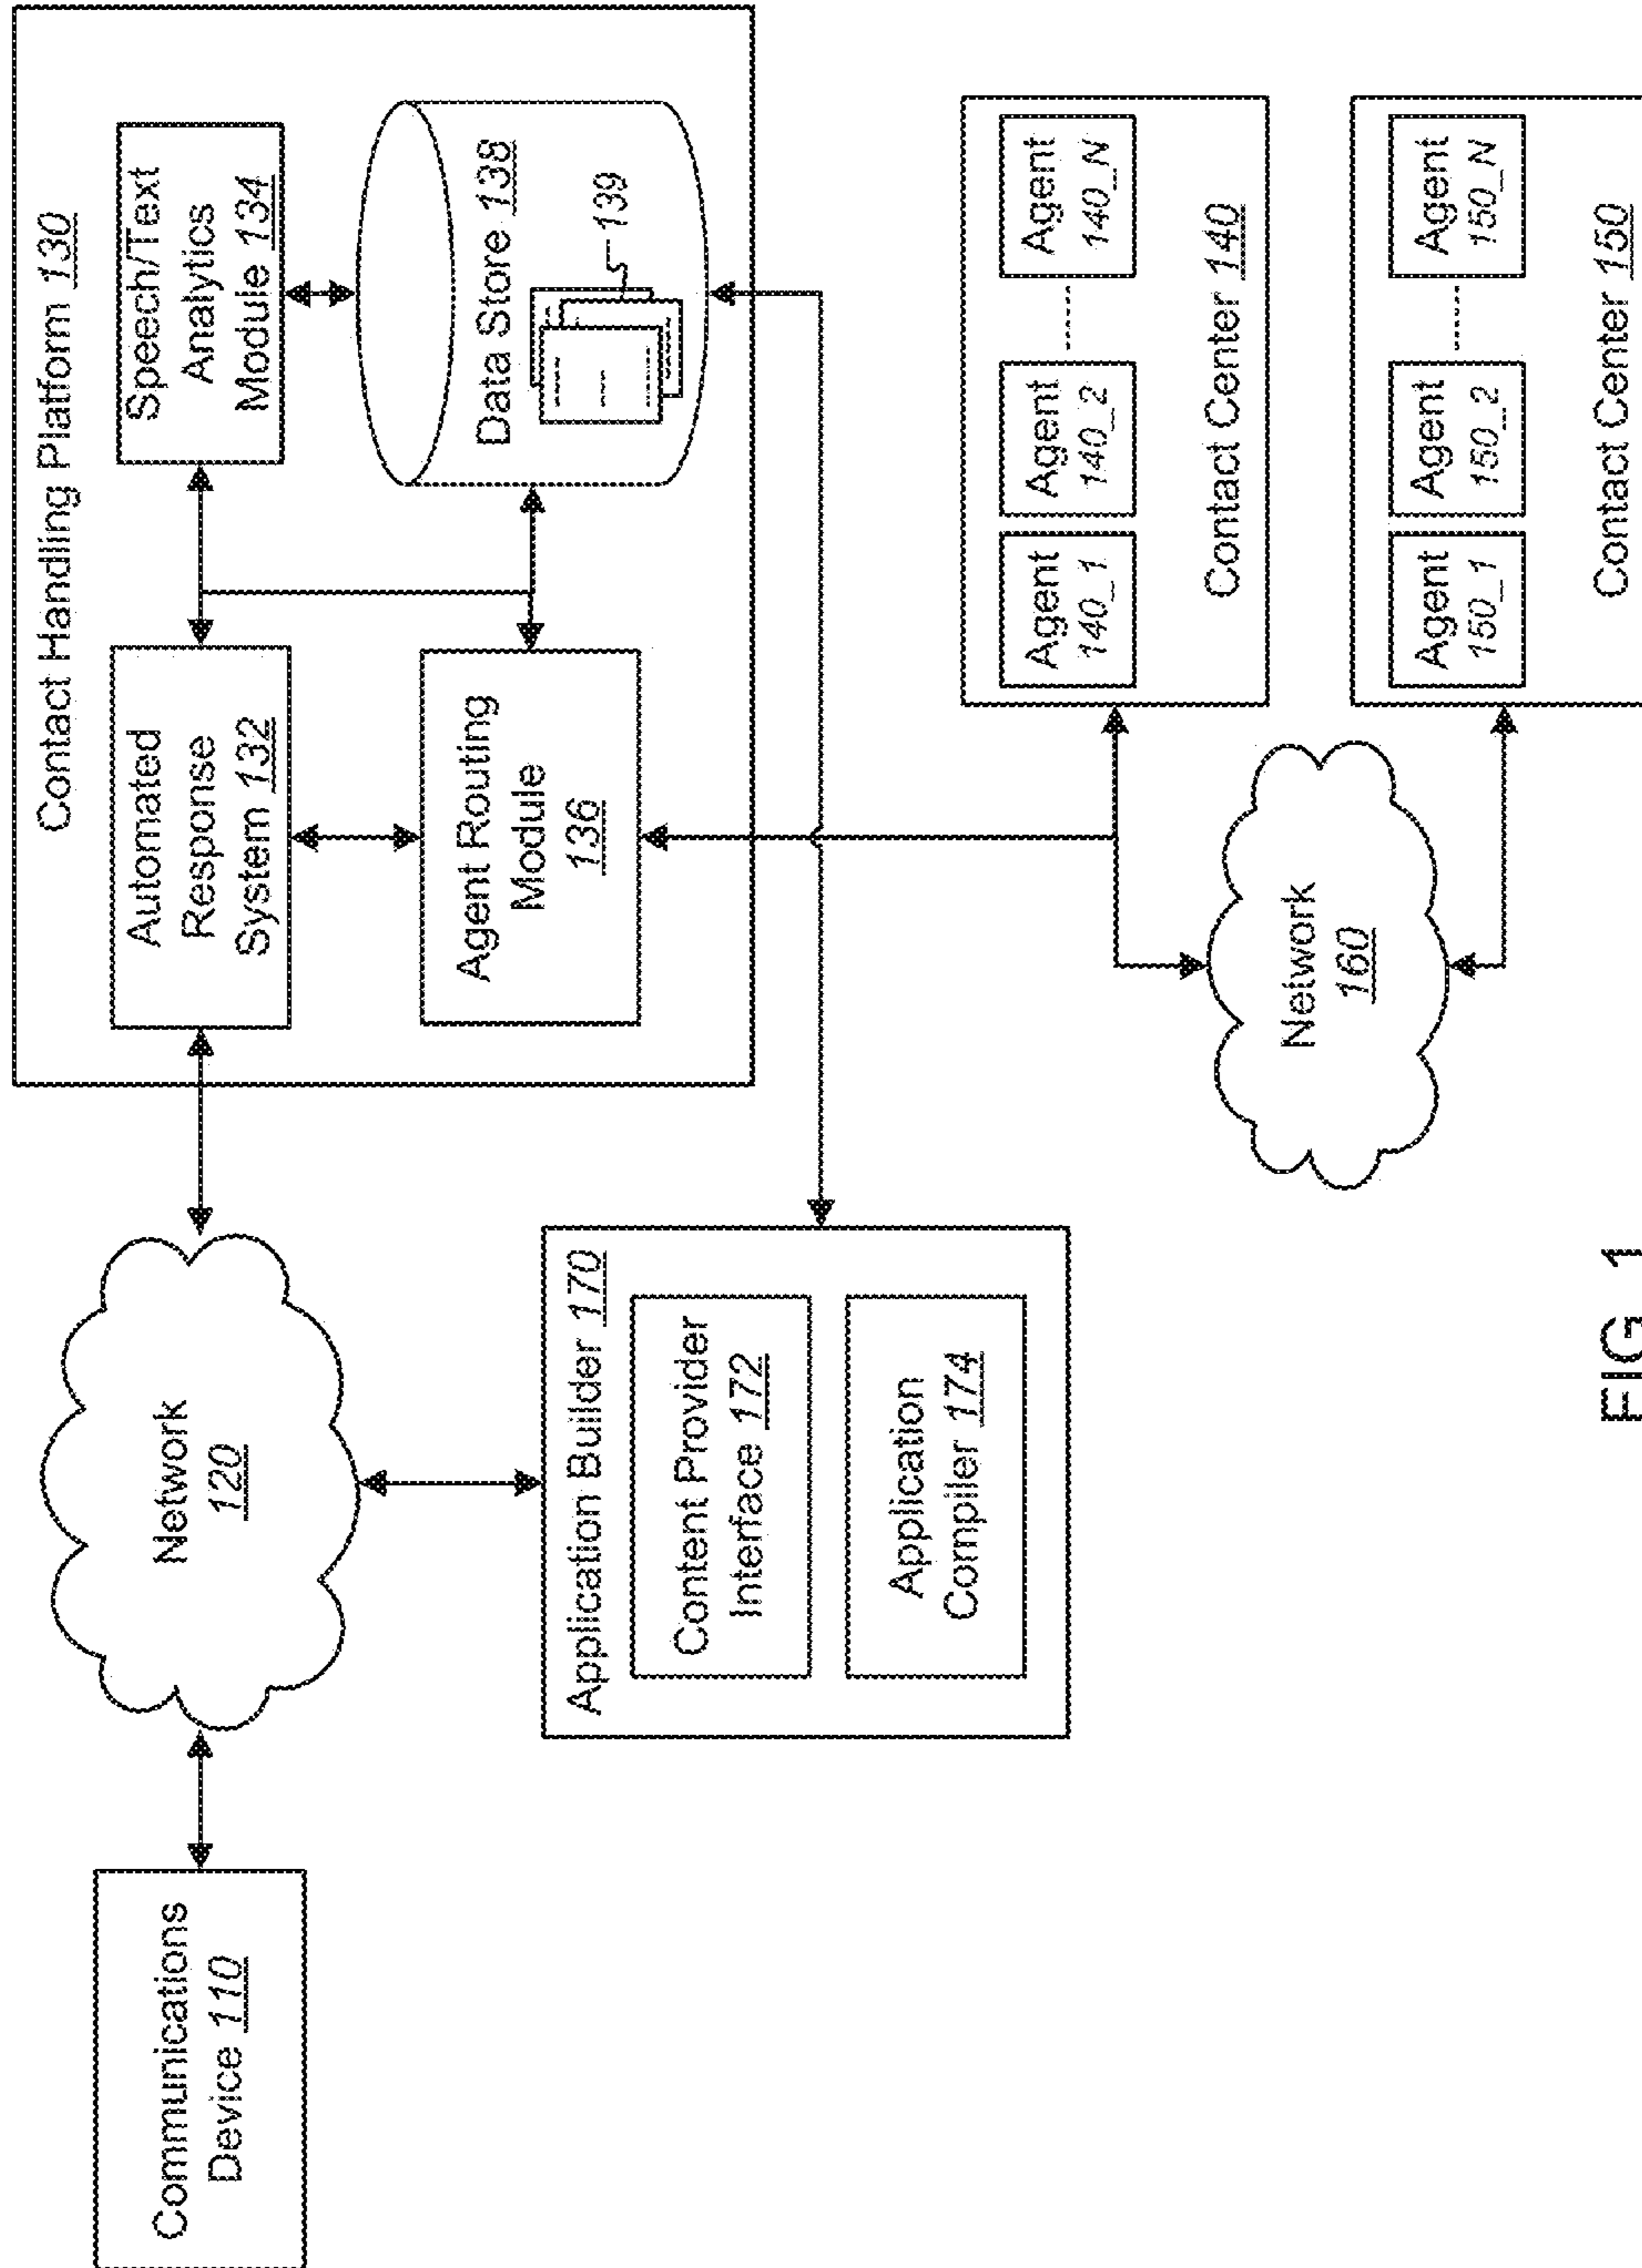 Contact Handling Platform 130
Automated
Response
System 132
Speech/Text
Analytics
Module 134
Agent Routing
Module
136
Data Store 138
139
Communications
Device 110
Network
120
Application Builder 170
Content Provider
Interface 172
Application
Compiler 174
Network
160
Agent
140_1
Agent
140_2
Agent
140_N
Contact Center 140
Agent
150_1
Agent
150_2
Agent
150_N
Contact Center 150
FIG. 1